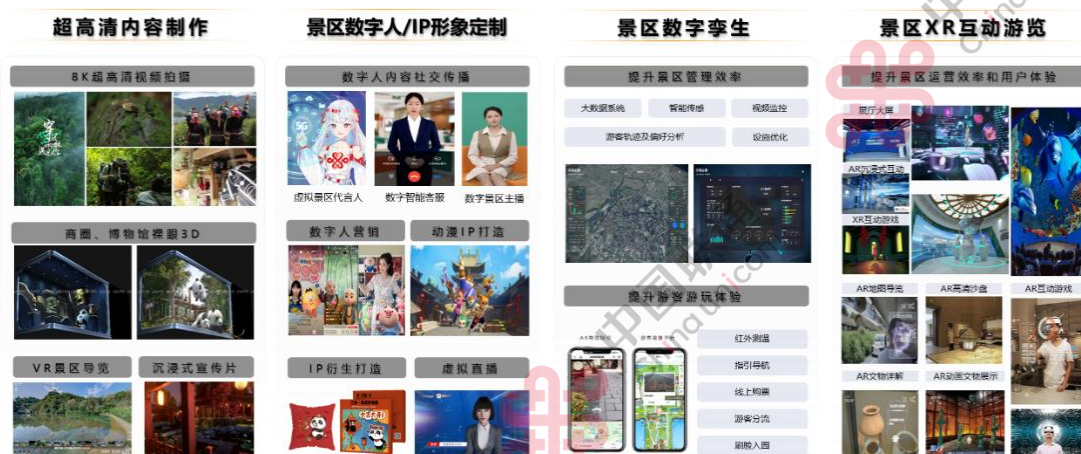 超高清内容制作
8K超高清视频拍摄
商圈、博物馆裸眼3D
VR景区导览
沉浸式宣传片
景区数字人/IP形象定制
数字人内容社交传播
5G
虚拟景区代言人
数字智能客服
数字景区主播
数字人营销
动漫IP打造
IP衍生打造
虚拟直播
景区数字孪生
提升景区管理效率
大数据系统
智能传感
视频监控
游客轨迹及偏好分析
设施优化
提升游客游玩体验
红外测温
指引导航
线上购票
游客分流
刷脸入园
景区XR互动游览
提升景区运营效率和用户体验
展厅大屏
AR沉浸式互动
XR互动游戏
AR地图导览
AR高清沙盘
AR互动游戏
AR文物详解
AR动画文物展示
中国联通